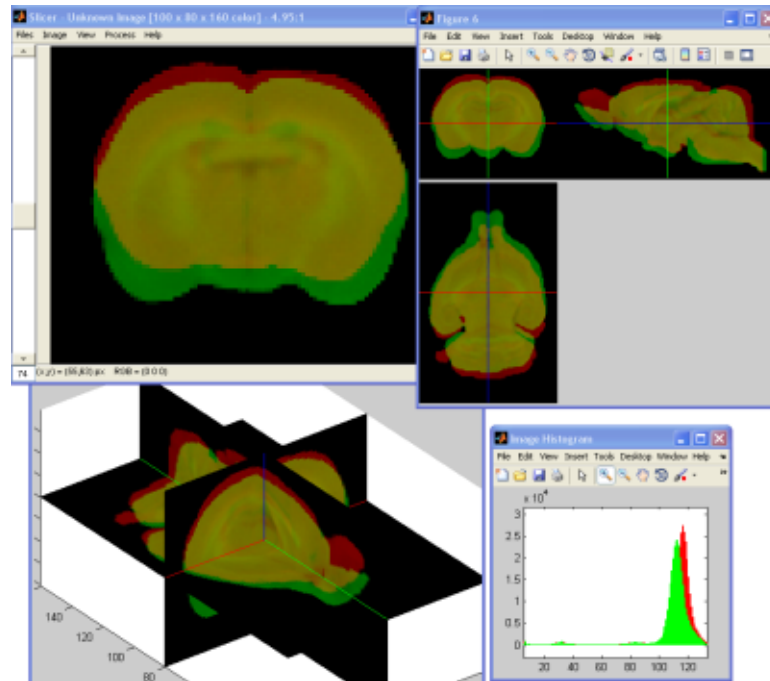 Slicer - Unknown Image [100 x 80 x 160 color] - 4.95:1
Files Image View Process Help
74 (x,y) = (55,63) px RGB = (0 0 0)
Figure 6
File Edit View Insert Tools Desktop Window Help
140
120
100
80
Image Histogram
File Edit View Insert Tools Desktop Window Help
x 10^4
3
2.5
2
1.5
1
0.5
0
20 40 60 80 100 120